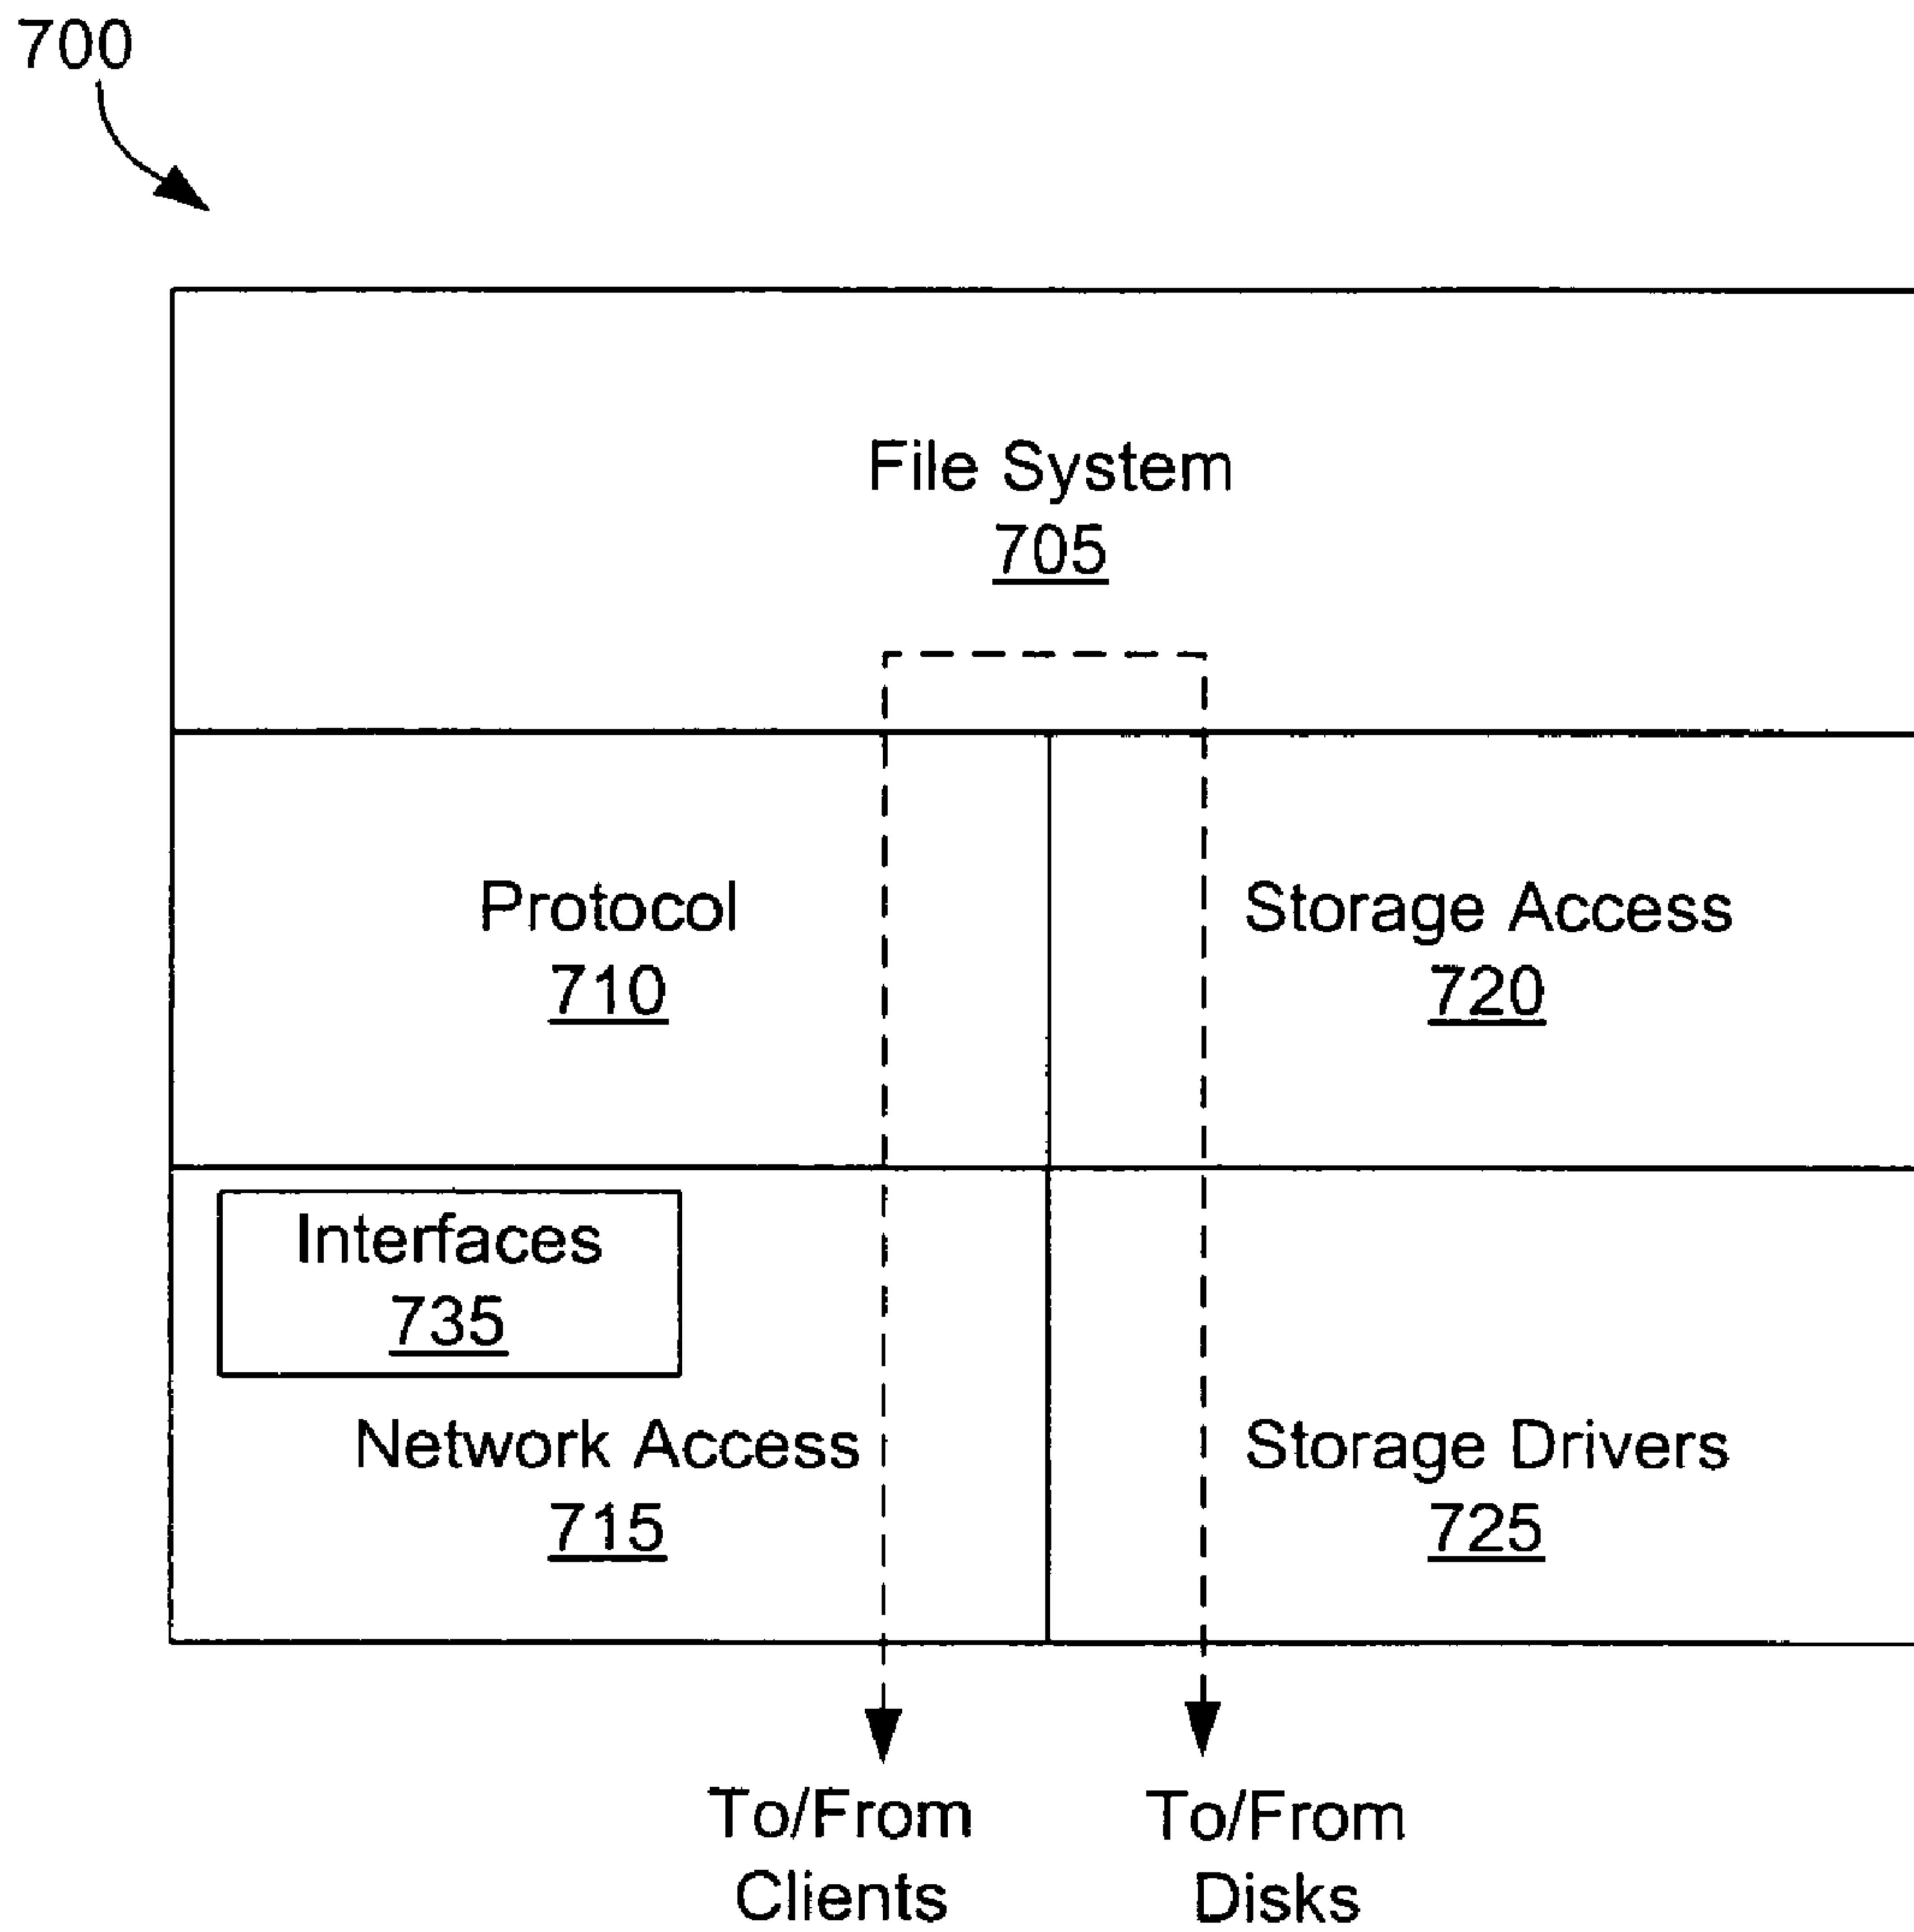 700
File System
705
Protocol
710
Storage Access
720
Interfaces
735
Network Access
715
Storage Drivers
725
To/From
Clients
To/From
Disks